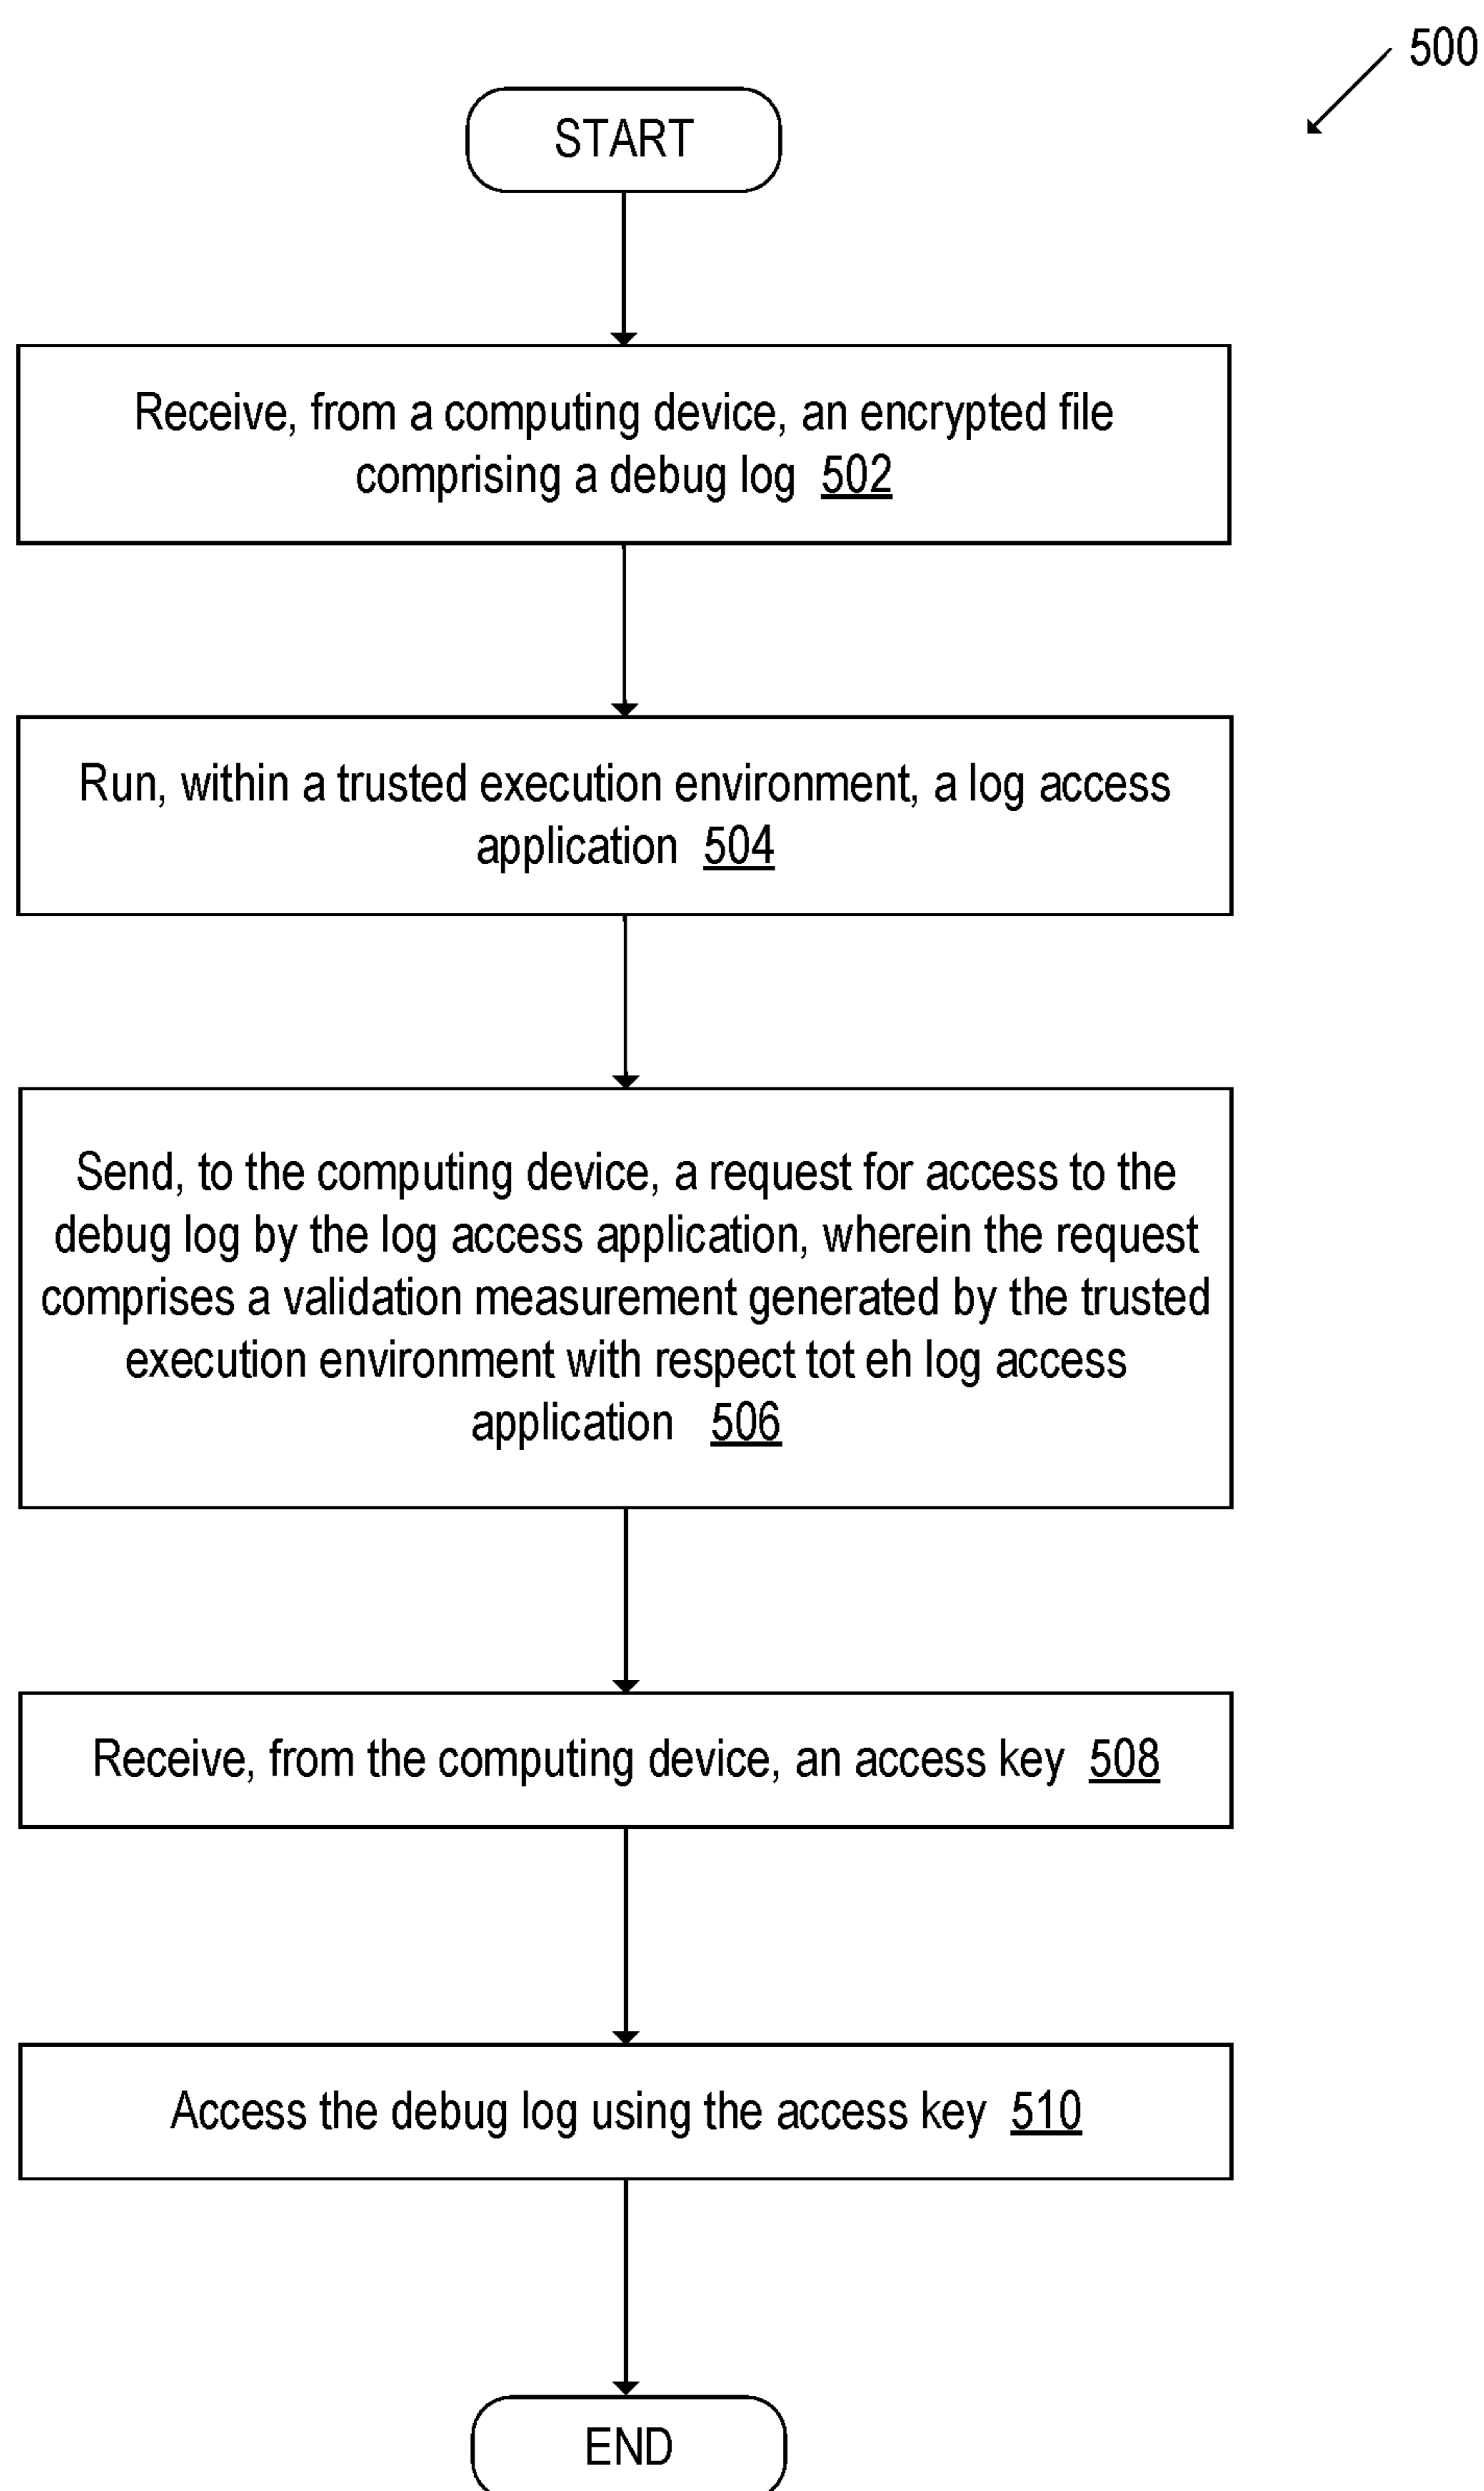 500
START
Receive, from a computing device, an encrypted file
comprising a debug log 502
Run, within a trusted execution environment, a log access
application 504
Send, to the computing device, a request for access to the
debug log by the log access application, wherein the request
comprises a validation measurement generated by the trusted
execution environment with respect tot eh log access
application 506
Receive, from the computing device, an access key 508
Access the debug log using the access key 510
END